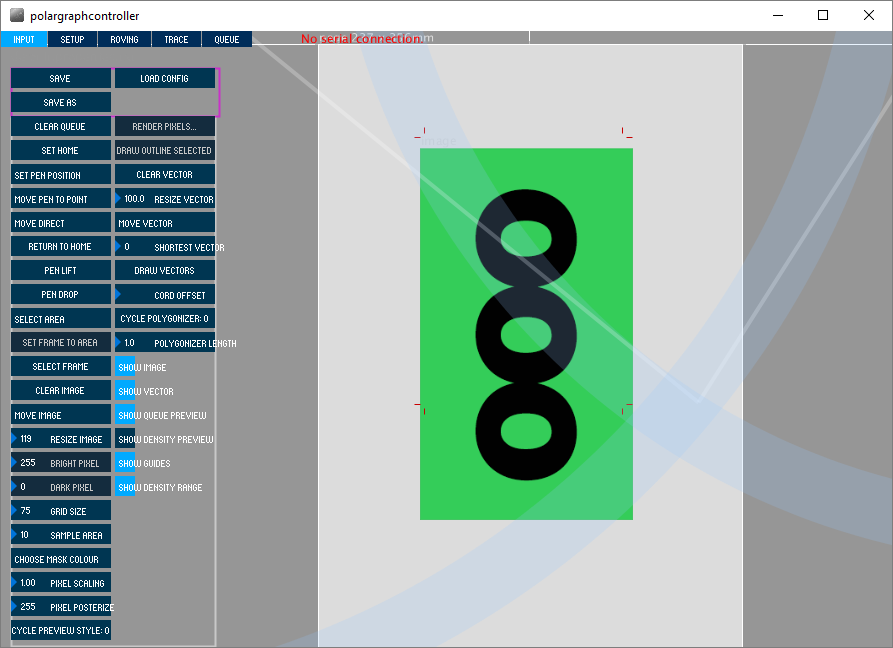 polargraphcontroller
INPUT SETUP ROVING TRACE QUEUE
No serial connection
SAVE LOAD CONFIG
SAVE AS
CLEAR QUEUE RENDER PIXELS...
SET HOME DRAW OUTLINE SELECTED
SET PEN POSITION CLEAR VECTOR
MOVE PEN TO POINT 100.0 RESIZE VECTOR
MOVE DIRECT MOVE VECTOR
RETURN TO HOME 0 SHORTEST VECTOR
PEN LIFT DRAW VECTORS
PEN DROP CORD OFFSET
SELECT AREA CYCLE POLYGONIZER: 0
SET FRAME TO AREA 1.0 POLYGONIZER LENGTH
SELECT FRAME SHOW IMAGE
CLEAR IMAGE SHOW VECTOR
MOVE IMAGE SHOW QUEUE PREVIEW
119 RESIZE IMAGE SHOW DENSITY PREVIEW
255 BRIGHT PIXEL SHOW GUIDES
0 DARK PIXEL SHOW DENSITY RANGE
75 GRID SIZE
10 SAMPLE AREA
CHOOSE MASK COLOUR
1.00 PIXEL SCALING
255 PIXEL POSTERIZE
CYCLE PREVIEW STYLE: 0
Image
000